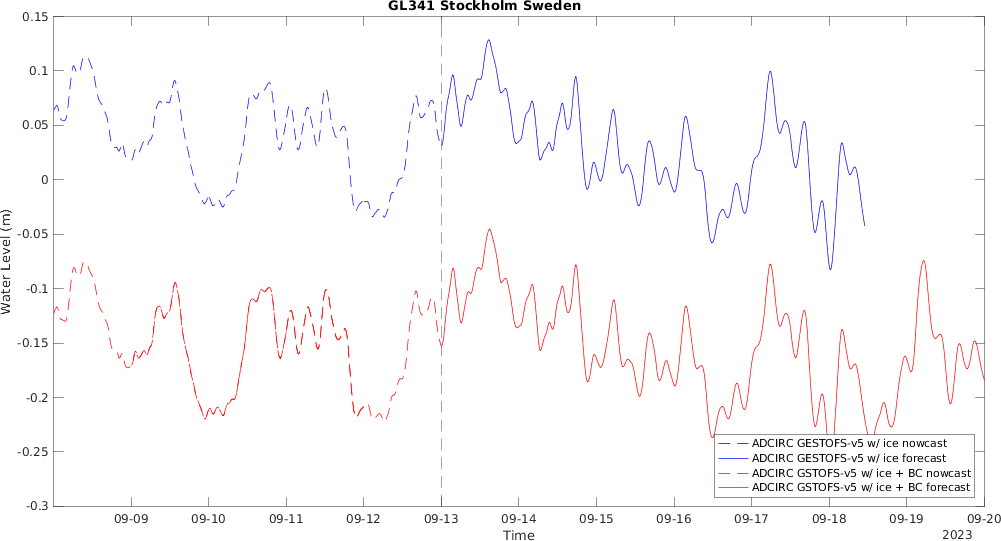 GL341 Stockholm Sweden
0.15
0.1
0.05
0
-0.05
-0.1
-0.15
-0.2
-0.25
-0.3
Water Level (m)
ADCIRC GESTOFS-v5 w/ ice nowcast
ADCIRC GESTOFS-v5 w/ ice forecast
ADCIRC GSTOFS-v5 w/ ice + BC nowcast
ADCIRC GSTOFS-v5 w/ ice + BC forecast
09-09 09-10 09-11 09-12 09-13 09-14 09-15 09-16 09-17 09-18 09-19 09-20
Time
2023